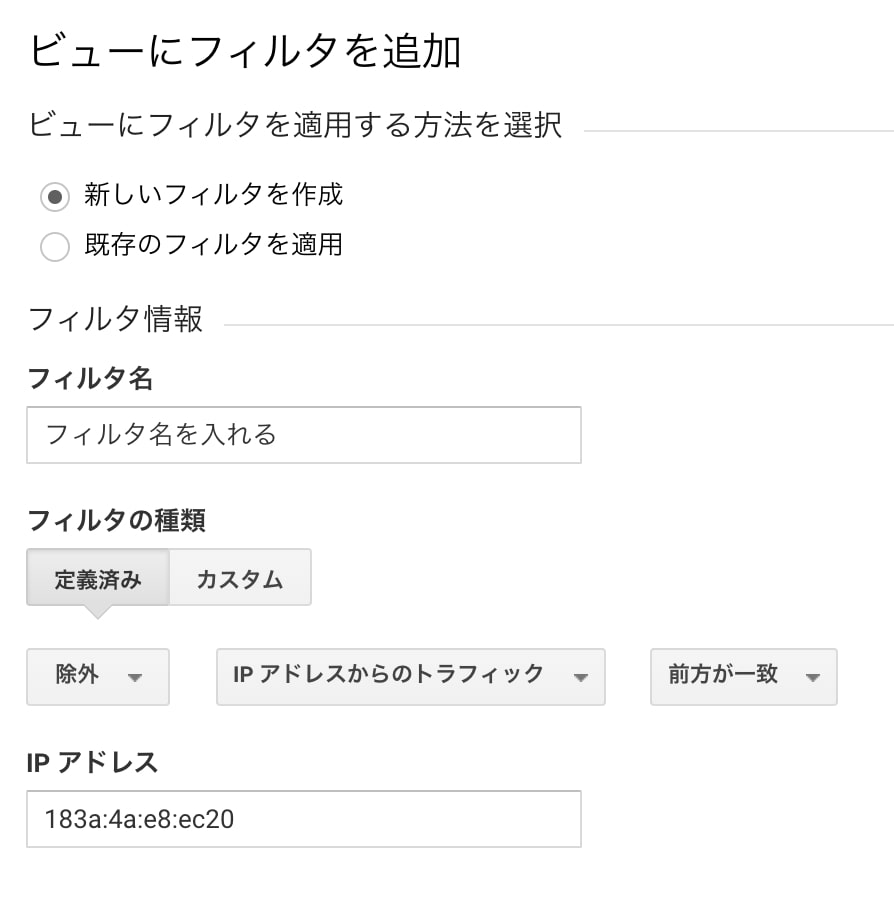 ビューにフィルタを追加
ビューにフィルタを適用する方法を選択
新しいフィルタを作成
既存のフィルタを適用
フィルタ情報
フィルタ名
フィルタ名を入れる
フィルタの種類
定義済み カスタム
除外 IP アドレスからのトラフィック 前方が一致
IP アドレス
183a:4a:e8:ec20